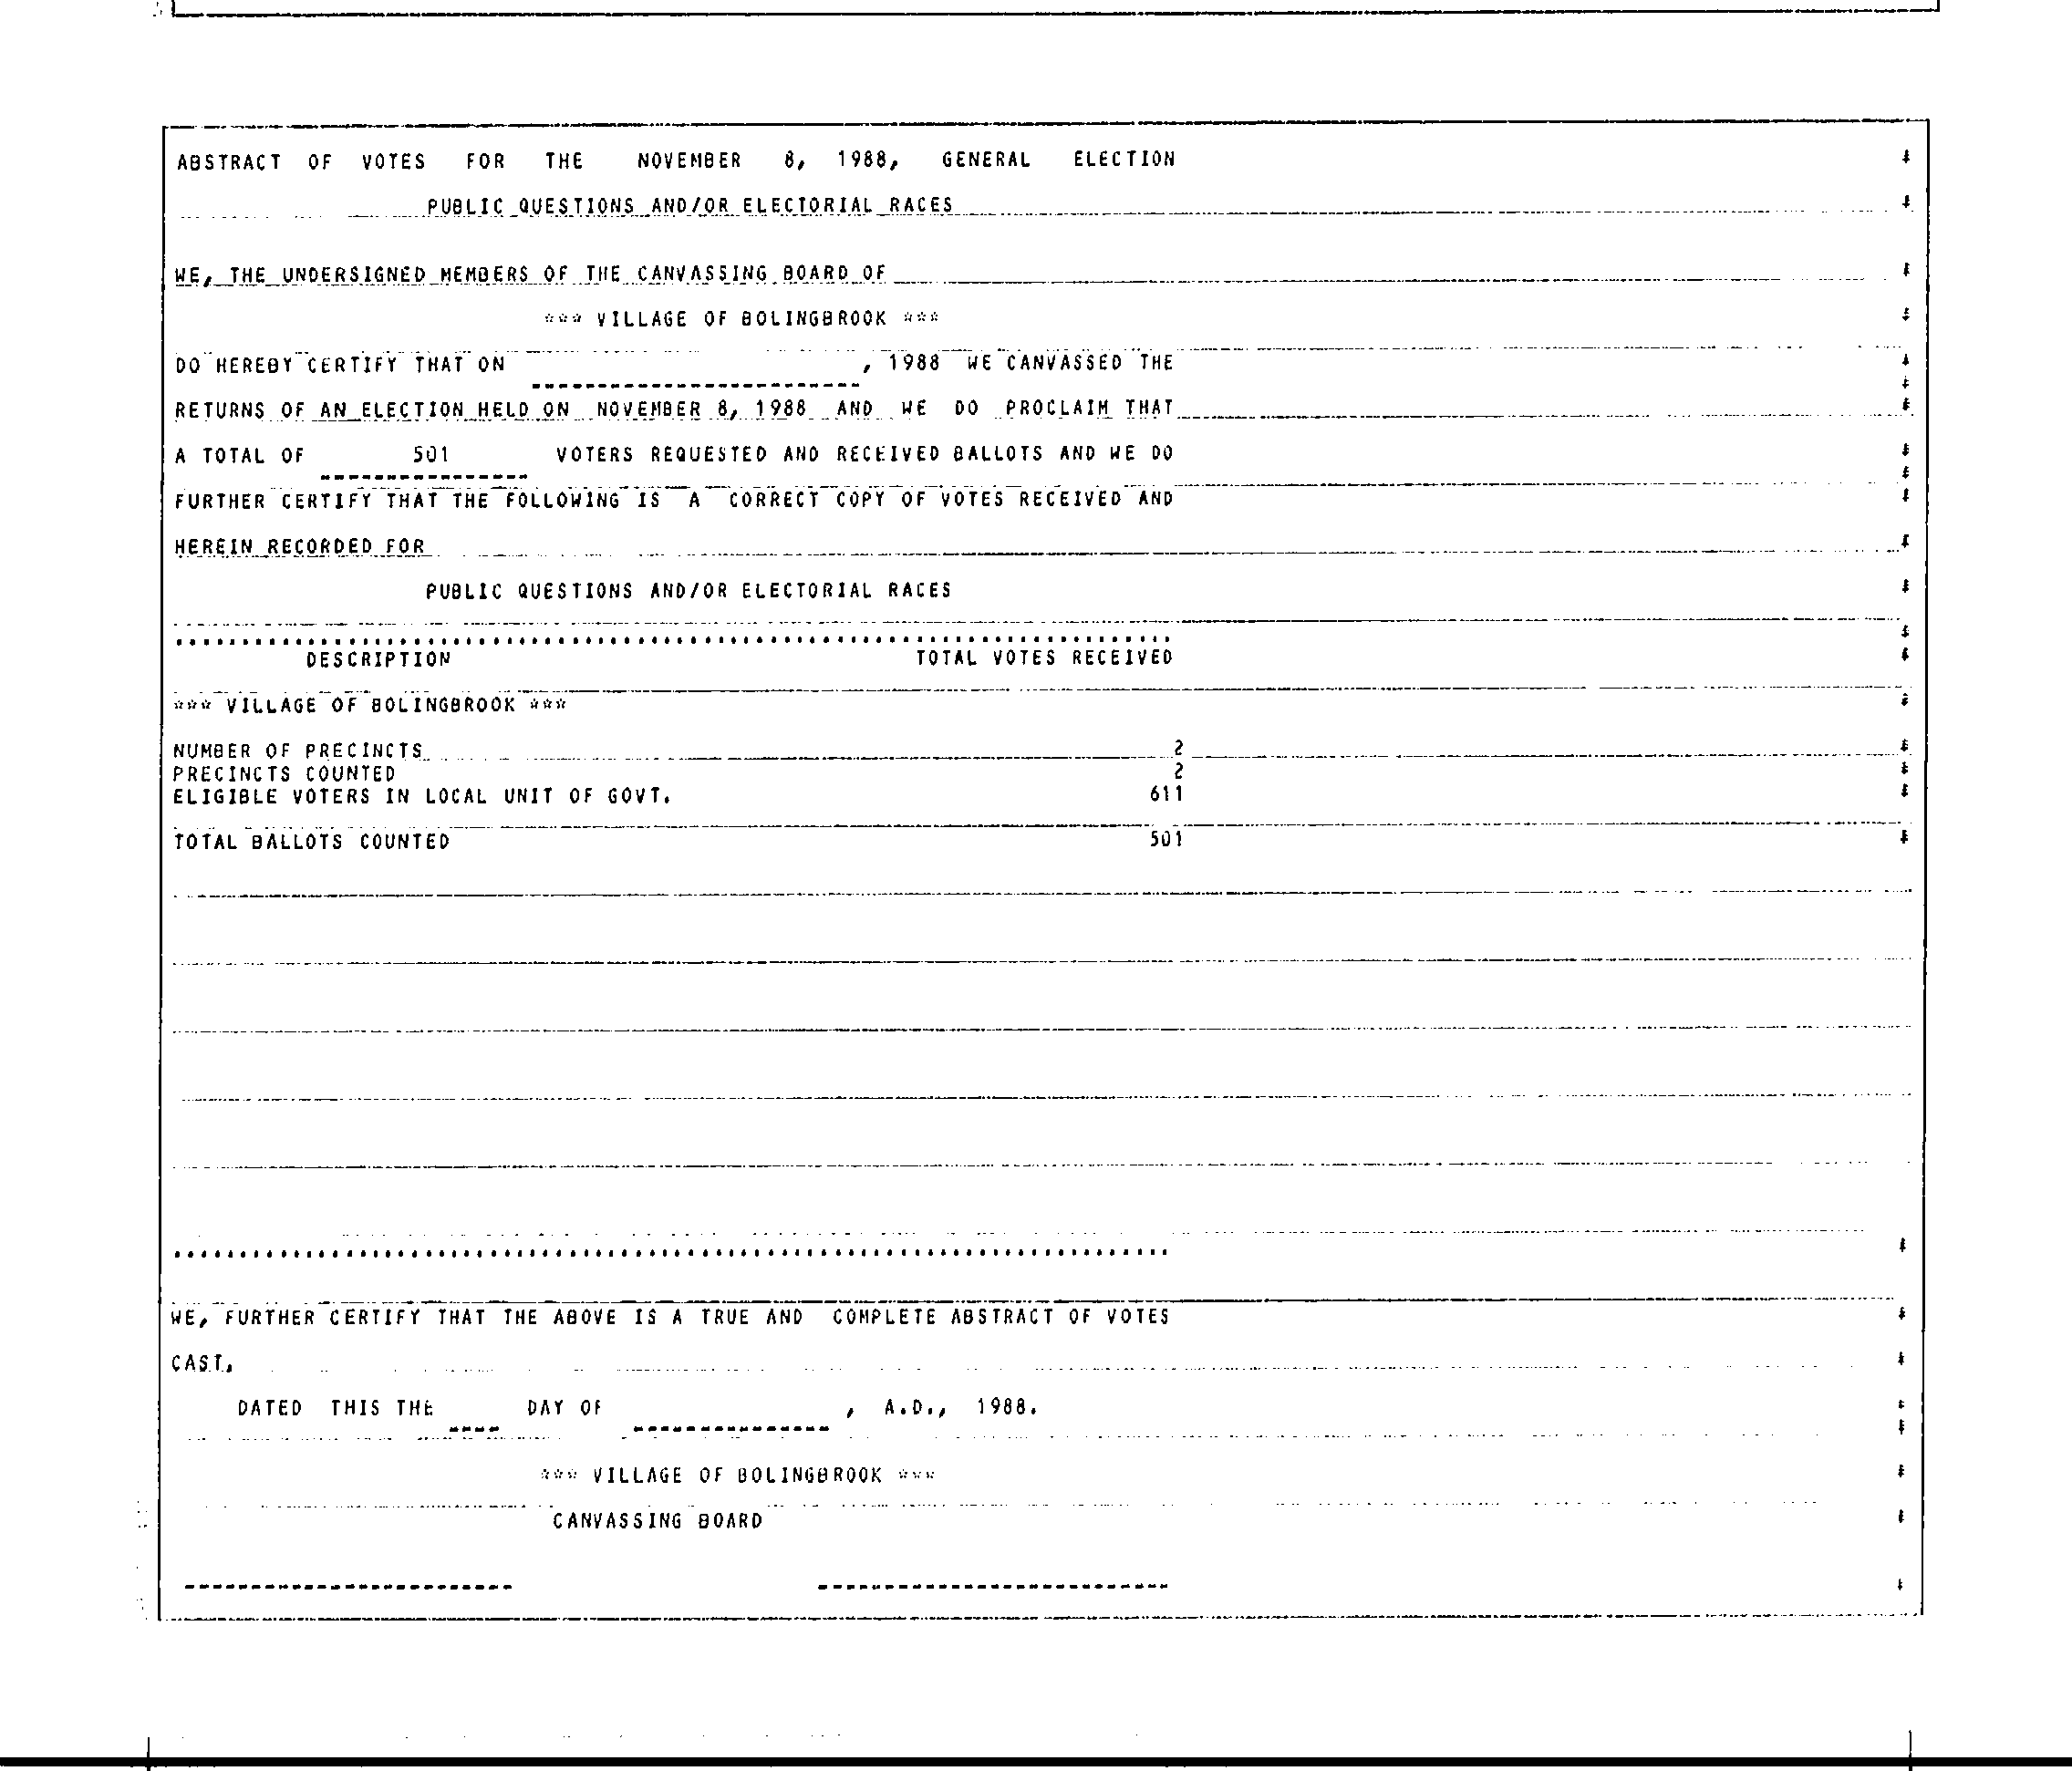 ABSTRACT OF VOTES FOR THE NOVEMBER 8, 1988, GENERAL ELECTION
PUBLIC QUESTIONS AND/OR ELECTORIAL RACES
WE, THE UNDERSIGNED MEMBERS OF THE CANVASSING BOARD OF
*** VILLAGE OF BOLINGBROOK ***
DO HEREBY CERTIFY THAT ON , 1988 WE CANVASSED THE
RETURNS OF AN ELECTION HELD ON NOVEMBER 8, 1988 AND WE DO PROCLAIM THAT
A TOTAL OF 501 VOTERS REQUESTED AND RECEIVED BALLOTS AND WE DO
FURTHER CERTIFY THAT THE FOLLOWING IS A CORRECT COPY OF VOTES RECEIVED AND
HEREIN RECORDED FOR
PUBLIC QUESTIONS AND/OR ELECTORIAL RACES
DESCRIPTION TOTAL VOTES RECEIVED
*** VILLAGE OF BOLINGBROOK ***
NUMBER OF PRECINCTS 2
PRECINCTS COUNTED 2
ELIGIBLE VOTERS IN LOCAL UNIT OF GOVT. 611
TOTAL BALLOTS COUNTED 501
WE, FURTHER CERTIFY THAT THE ABOVE IS A TRUE AND COMPLETE ABSTRACT OF VOTES
CAST.
DATED THIS THE ---- DAY OF ---------------, A.D., 1988.
*** VILLAGE OF BOLINGBROOK ***
CANVASSING BOARD